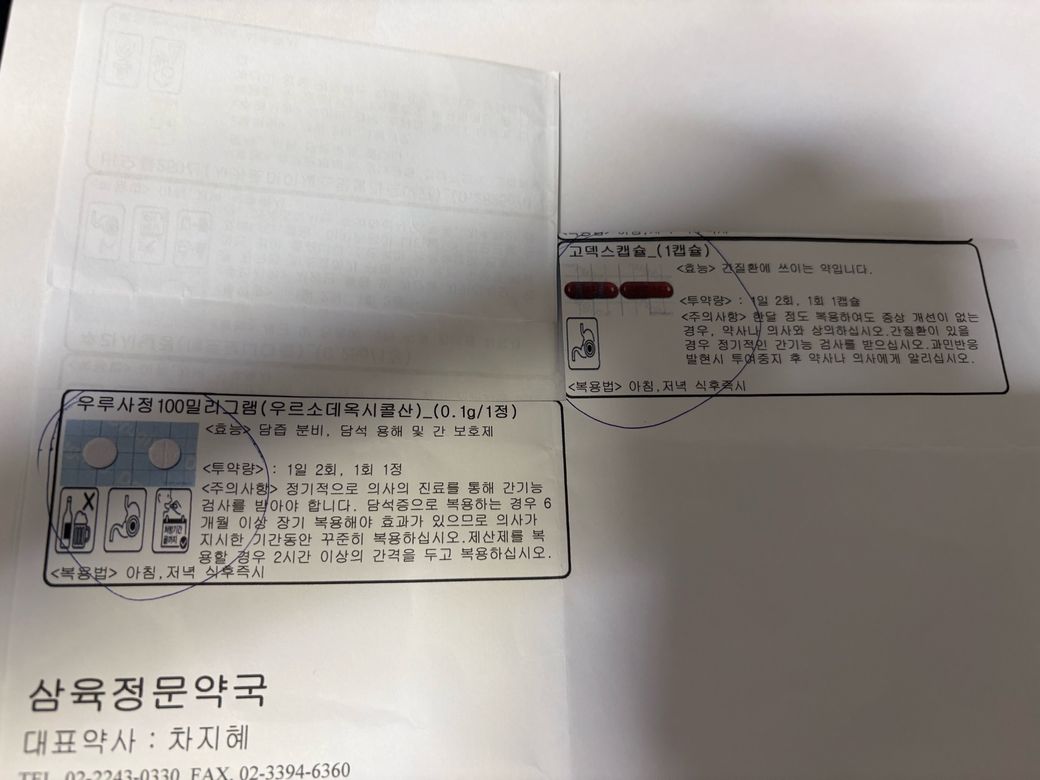 고덱스캡슐_(1캡슐)
<효능> 간질환에 쓰이는 약입니다.
<투약량> : 1일 2회, 1회 1캡슐
<주의사항> 한달 정도 복용하여도 증상 개선이 없는
경우, 약사나 의사와 상의하십시오.간질환이 있을
경우 정기적인 간기능 검사를 받으십시오.과민반응
발현시 투여중지 후 약사나 의사에게 알리십시오.
<복용법> 아침,저녁 식후즉시
우루사정100밀리그램(우르소데옥시콜산)_(0.1g/1정)
<효능> 담즙 분비, 담석 용해 및 간 보호제
<투약량> : 1일 2회, 1회 1정
<주의사항> 정기적으로 의사의 진료를 통해 간기능
검사를 받아야 합니다. 담석증으로 복용하는 경우 6
개월 이상 장기 복용해야 효과가 있으므로 의사가
지시한 기간동안 꾸준히 복용하십시오.제산제를 복
용할 경우 2시간 이상의 간격을 두고 복용하십시오.
처방기간
끝까지
<복용법> 아침,저녁 식후즉시
삼육정문약국
대표약사 : 차지혜
TEL. 02-2243-0330 FAX. 02-3394-6360